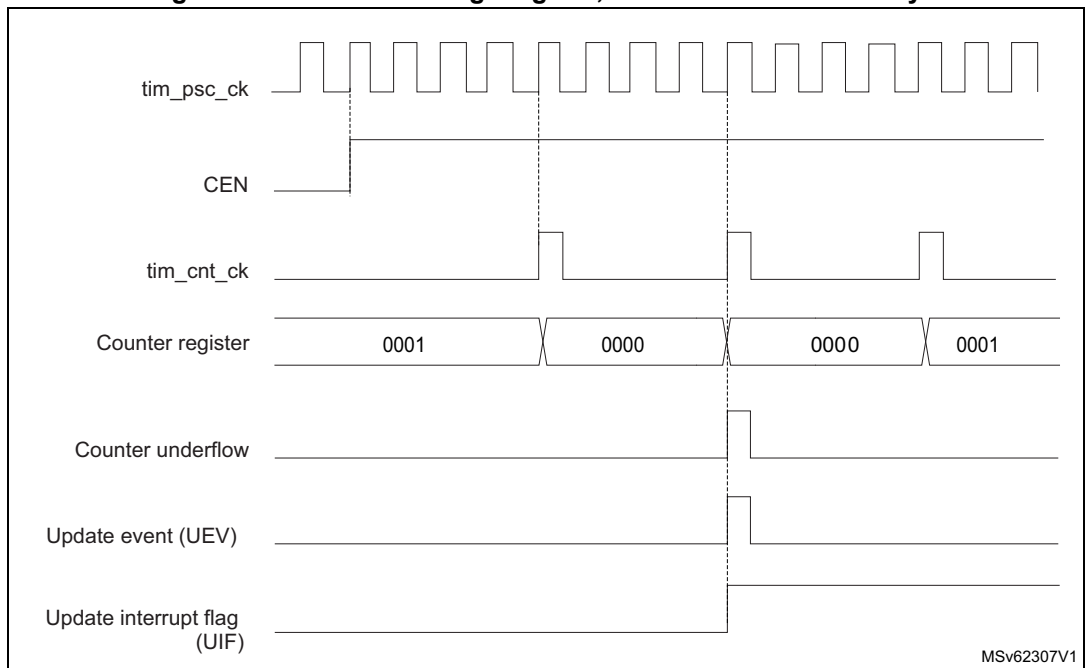 tim_psc_ck
CEN
tim_cnt_ck
Counter register
0001
0000
0000
0001
Counter underflow
Update event (UEV)
Update interrupt flag
(UIF)
MSv62307V1